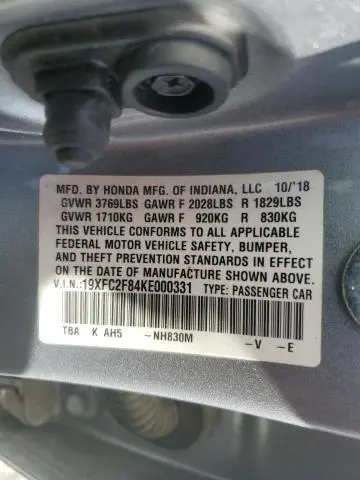 MFD. BY HONDA MFG. OF INDIANA, LLC 10/'18
GVWR 3769LBS GAWR F 2028LBS R 1829LBS
GVWR 1710KG GAWR F 920KG R 830KG
THIS VEHICLE CONFORMS TO ALL APPLICABLE
FEDERAL MOTOR VEHICLE SAFETY, BUMPER,
AND THEFT PREVENTION STANDARDS IN EFFECT
ON THE DATE OF MANUFACTURE SHOWN ABOVE.
V.I.N.:19XFC2F84KE000331 TYPE: PASSENGER CAR
TBA K AH5 -NH830M -V -E